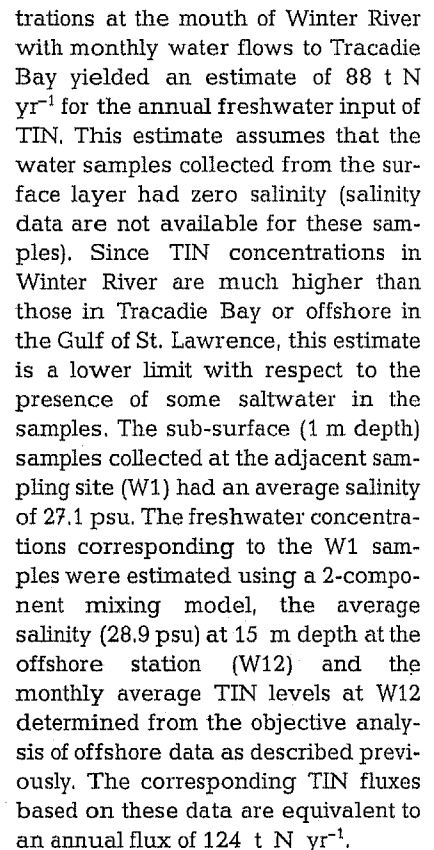 trations at the mouth of Winter River
with monthly water flows to Tracadie
Bay yielded an estimate of 88 t N
yr⁻¹ for the annual freshwater input of
TIN. This estimate assumes that the
water samples collected from the sur-
face layer had zero salinity (salinity
data are not available for these sam-
ples). Since TIN concentrations in
Winter River are much higher than
those in Tracadie Bay or offshore in
the Gulf of St. Lawrence, this estimate
is a lower limit with respect to the
presence of some saltwater in the
samples. The sub-surface (1 m depth)
samples collected at the adjacent sam-
pling site (W1) had an average salinity
of 27.1 psu. The freshwater concentra-
tions corresponding to the W1 sam-
ples were estimated using a 2-compo-
nent mixing model, the average
salinity (28.9 psu) at 15 m depth at the
offshore station (W12) and the
monthly average TIN levels at W12
determined from the objective analy-
sis of offshore data as described previ-
ously. The corresponding TIN fluxes
based on these data are equivalent to
an annual flux of 124 t N yr⁻¹.